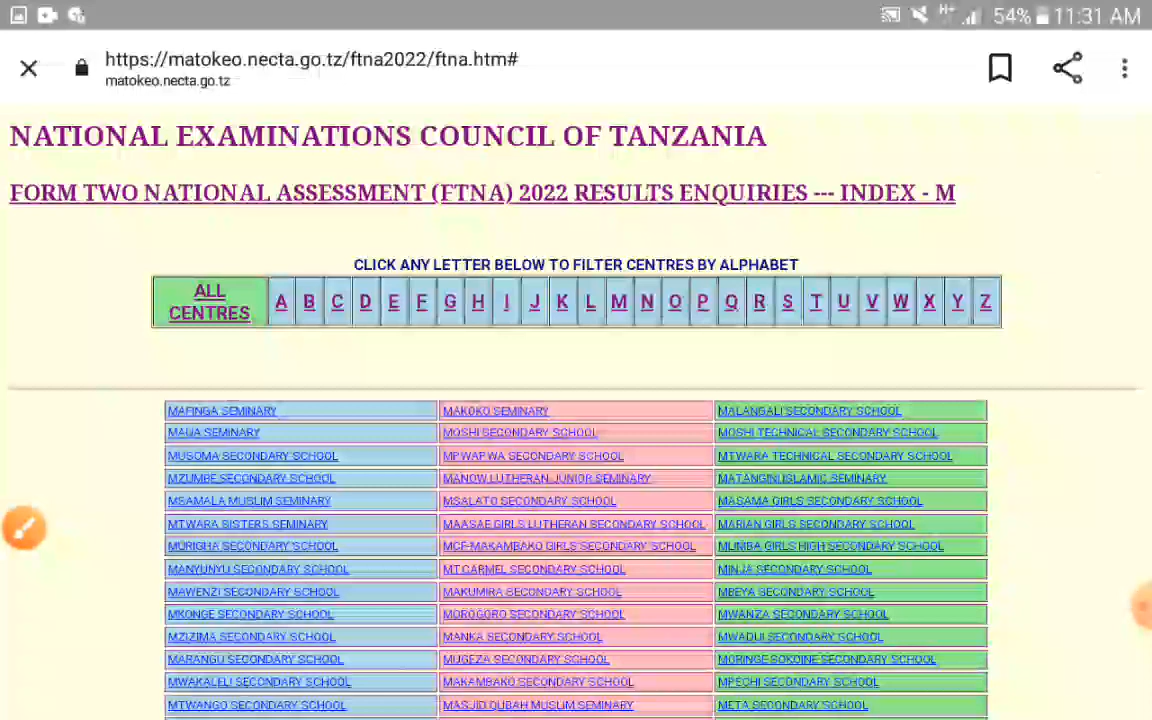 H+ 54% 11:31 AM
https://matokeo.necta.go.tz/ftna2022/ftna.htm#
matokeo.necta.go.tz
NATIONAL EXAMINATIONS COUNCIL OF TANZANIA
FORM TWO NATIONAL ASSESSMENT (FTNA) 2022 RESULTS ENQUIRIES --- INDEX - M
CLICK ANY LETTER BELOW TO FILTER CENTRES BY ALPHABET
ALL CENTRES A B C D E F G H I J K L M N O P Q R S T U V W X Y Z
MAFINGA SEMINARY MAKOKO SEMINARY MALANGALI SECONDARY SCHOOL
MAUA SEMINARY MOSHI SECONDARY SCHOOL MOSHI TECHNICAL SECONDARY SCHOOL
MUSOMA SECONDARY SCHOOL MPWAPWA SECONDARY SCHOOL MTWARA TECHNICAL SECONDARY SCHOOL
MZUMBE SECONDARY SCHOOL MANOW LUTHERAN JUNIOR SEMINARY MATANGINI ISLAMIC SEMINARY
MSAMALA MUSLIM SEMINARY MSALATO SECONDARY SCHOOL MASAMA GIRLS SECONDARY SCHOOL
MTWARA SISTERS SEMINARY MAASAE GIRLS LUTHERAN SECONDARY SCHOOL MARIAN GIRLS SECONDARY SCHOOL
MURIGHA SECONDARY SCHOOL MCF-MAKAMBAKO GIRLS SECONDARY SCHOOL MLIMBA GIRLS HIGH SECONDARY SCHOOL
MANYUNYU SECONDARY SCHOOL MT CARMEL SECONDARY SCHOOL MINJA SECONDARY SCHOOL
MAWENZI SECONDARY SCHOOL MAKUMIRA SECONDARY SCHOOL MBEYA SECONDARY SCHOOL
MKONGE SECONDARY SCHOOL MOROGORO SECONDARY SCHOOL MWANZA SECONDARY SCHOOL
MZIZIMA SECONDARY SCHOOL MANKA SECONDARY SCHOOL MWADUI SECONDARY SCHOOL
MARANGU SECONDARY SCHOOL MUGEZA SECONDARY SCHOOL MORINGE SOKOINE SECONDARY SCHOOL
MWAKALELI SECONDARY SCHOOL MAKAMBAKO SECONDARY SCHOOL MPECHI SECONDARY SCHOOL
MTWANGO SECONDARY SCHOOL MASJID QUBAH MUSLIM SEMINARY META SECONDARY SCHOOL